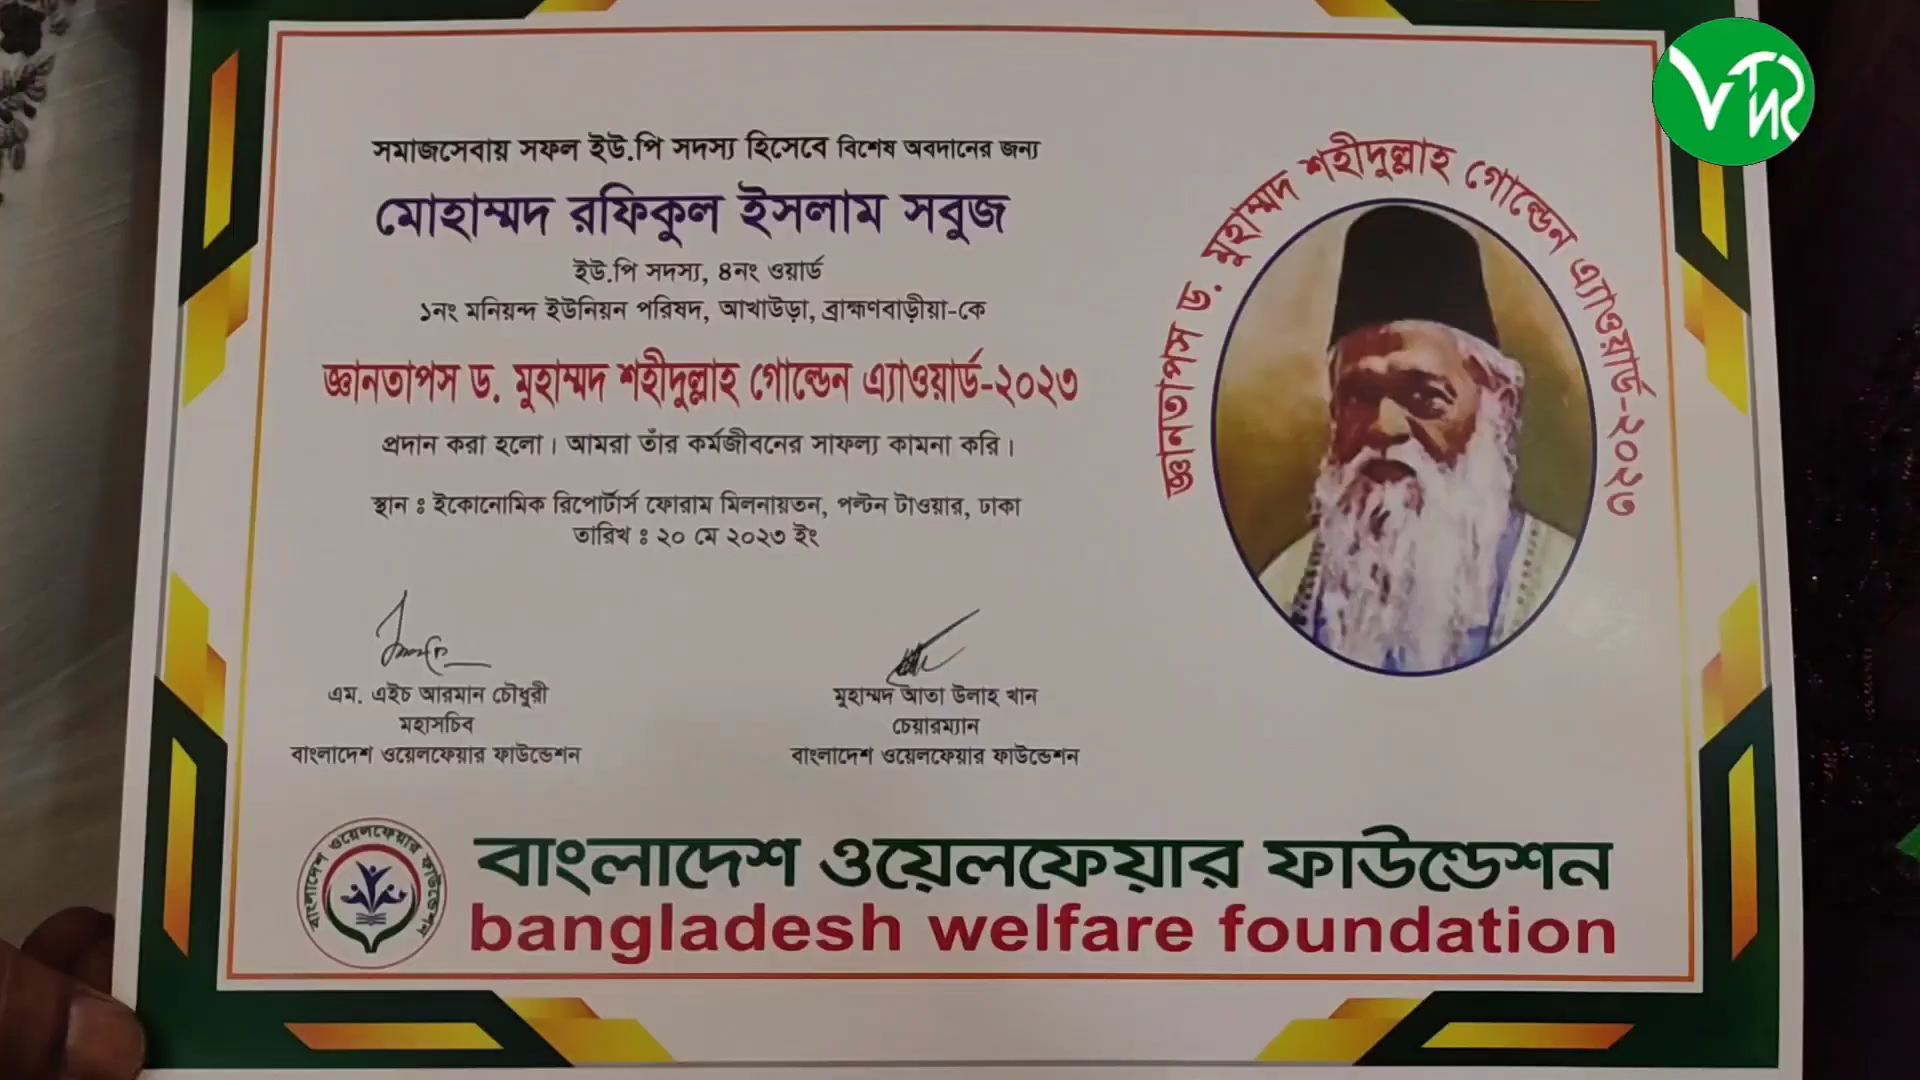 সমাজসেবায় সফল ইউ.পি সদস্য হিসেবে বিশেষ অবদানের জন্য
মোহাম্মদ রফিকুল ইসলাম সবুজ
ইউ.পি সদস্য, ৪নং ওয়ার্ড
১নং মনিয়ন্দ ইউনিয়ন পরিষদ, আখাউড়া, ব্রাহ্মণবাড়ীয়া-কে
জ্ঞানতাপস ড. মুহাম্মদ শহীদুল্লাহ গোল্ডেন এ্যাওয়ার্ড-২০২৩
প্রদান করা হলো। আমরা তাঁর কর্মজীবনের সাফল্য কামনা করি।
স্থান ঃ ইকোনোমিক রিপোর্টার্স ফোরাম মিলনায়তন, পল্টন টাওয়ার, ঢাকা
তারিখ ঃ ২০ মে ২০২৩ ইং
জ্ঞানতাপস ড. মুহাম্মদ শহীদুল্লাহ গোল্ডেন এ্যাওয়ার্ড-২০২৩
এম. এইচ আরমান চৌধুরী
মহাসচিব
বাংলাদেশ ওয়েলফেয়ার ফাউন্ডেশন
মুহাম্মদ আতা উলাহ খান
চেয়ারম্যান
বাংলাদেশ ওয়েলফেয়ার ফাউন্ডেশন
বাংলাদেশ ওয়েলফেয়ার ফাউন্ডেশন
বাংলাদেশ ওয়েলফেয়ার ফাউন্ডেশন
bangladesh welfare foundation